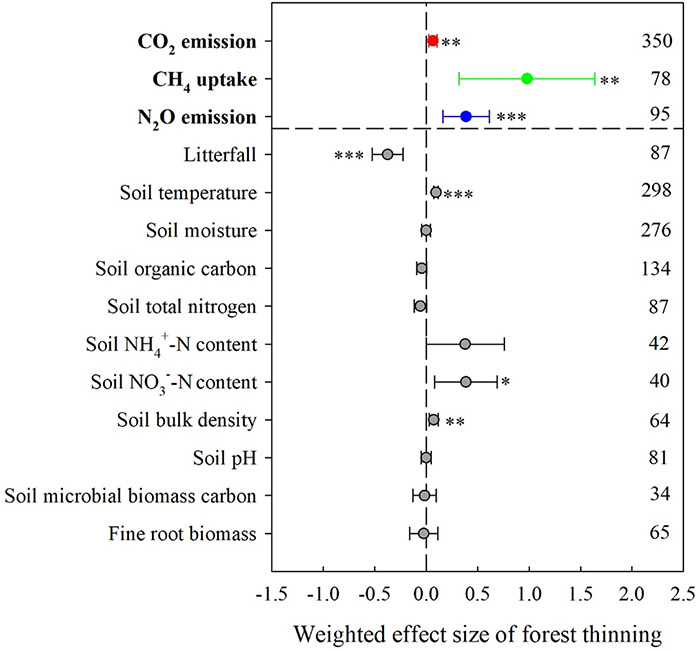 CO₂ emission ** 350
CH₄ uptake ** 78
N₂O emission *** 95
Litterfall *** 87
Soil temperature *** 298
Soil moisture 276
Soil organic carbon 134
Soil total nitrogen 87
Soil NH₄⁺-N content 42
Soil NO₃⁻-N content * 40
Soil bulk density ** 64
Soil pH 81
Soil microbial biomass carbon 34
Fine root biomass 65
-1.5 -1.0 -0.5 0.0 0.5 1.0 1.5 2.0 2.5
Weighted effect size of forest thinning